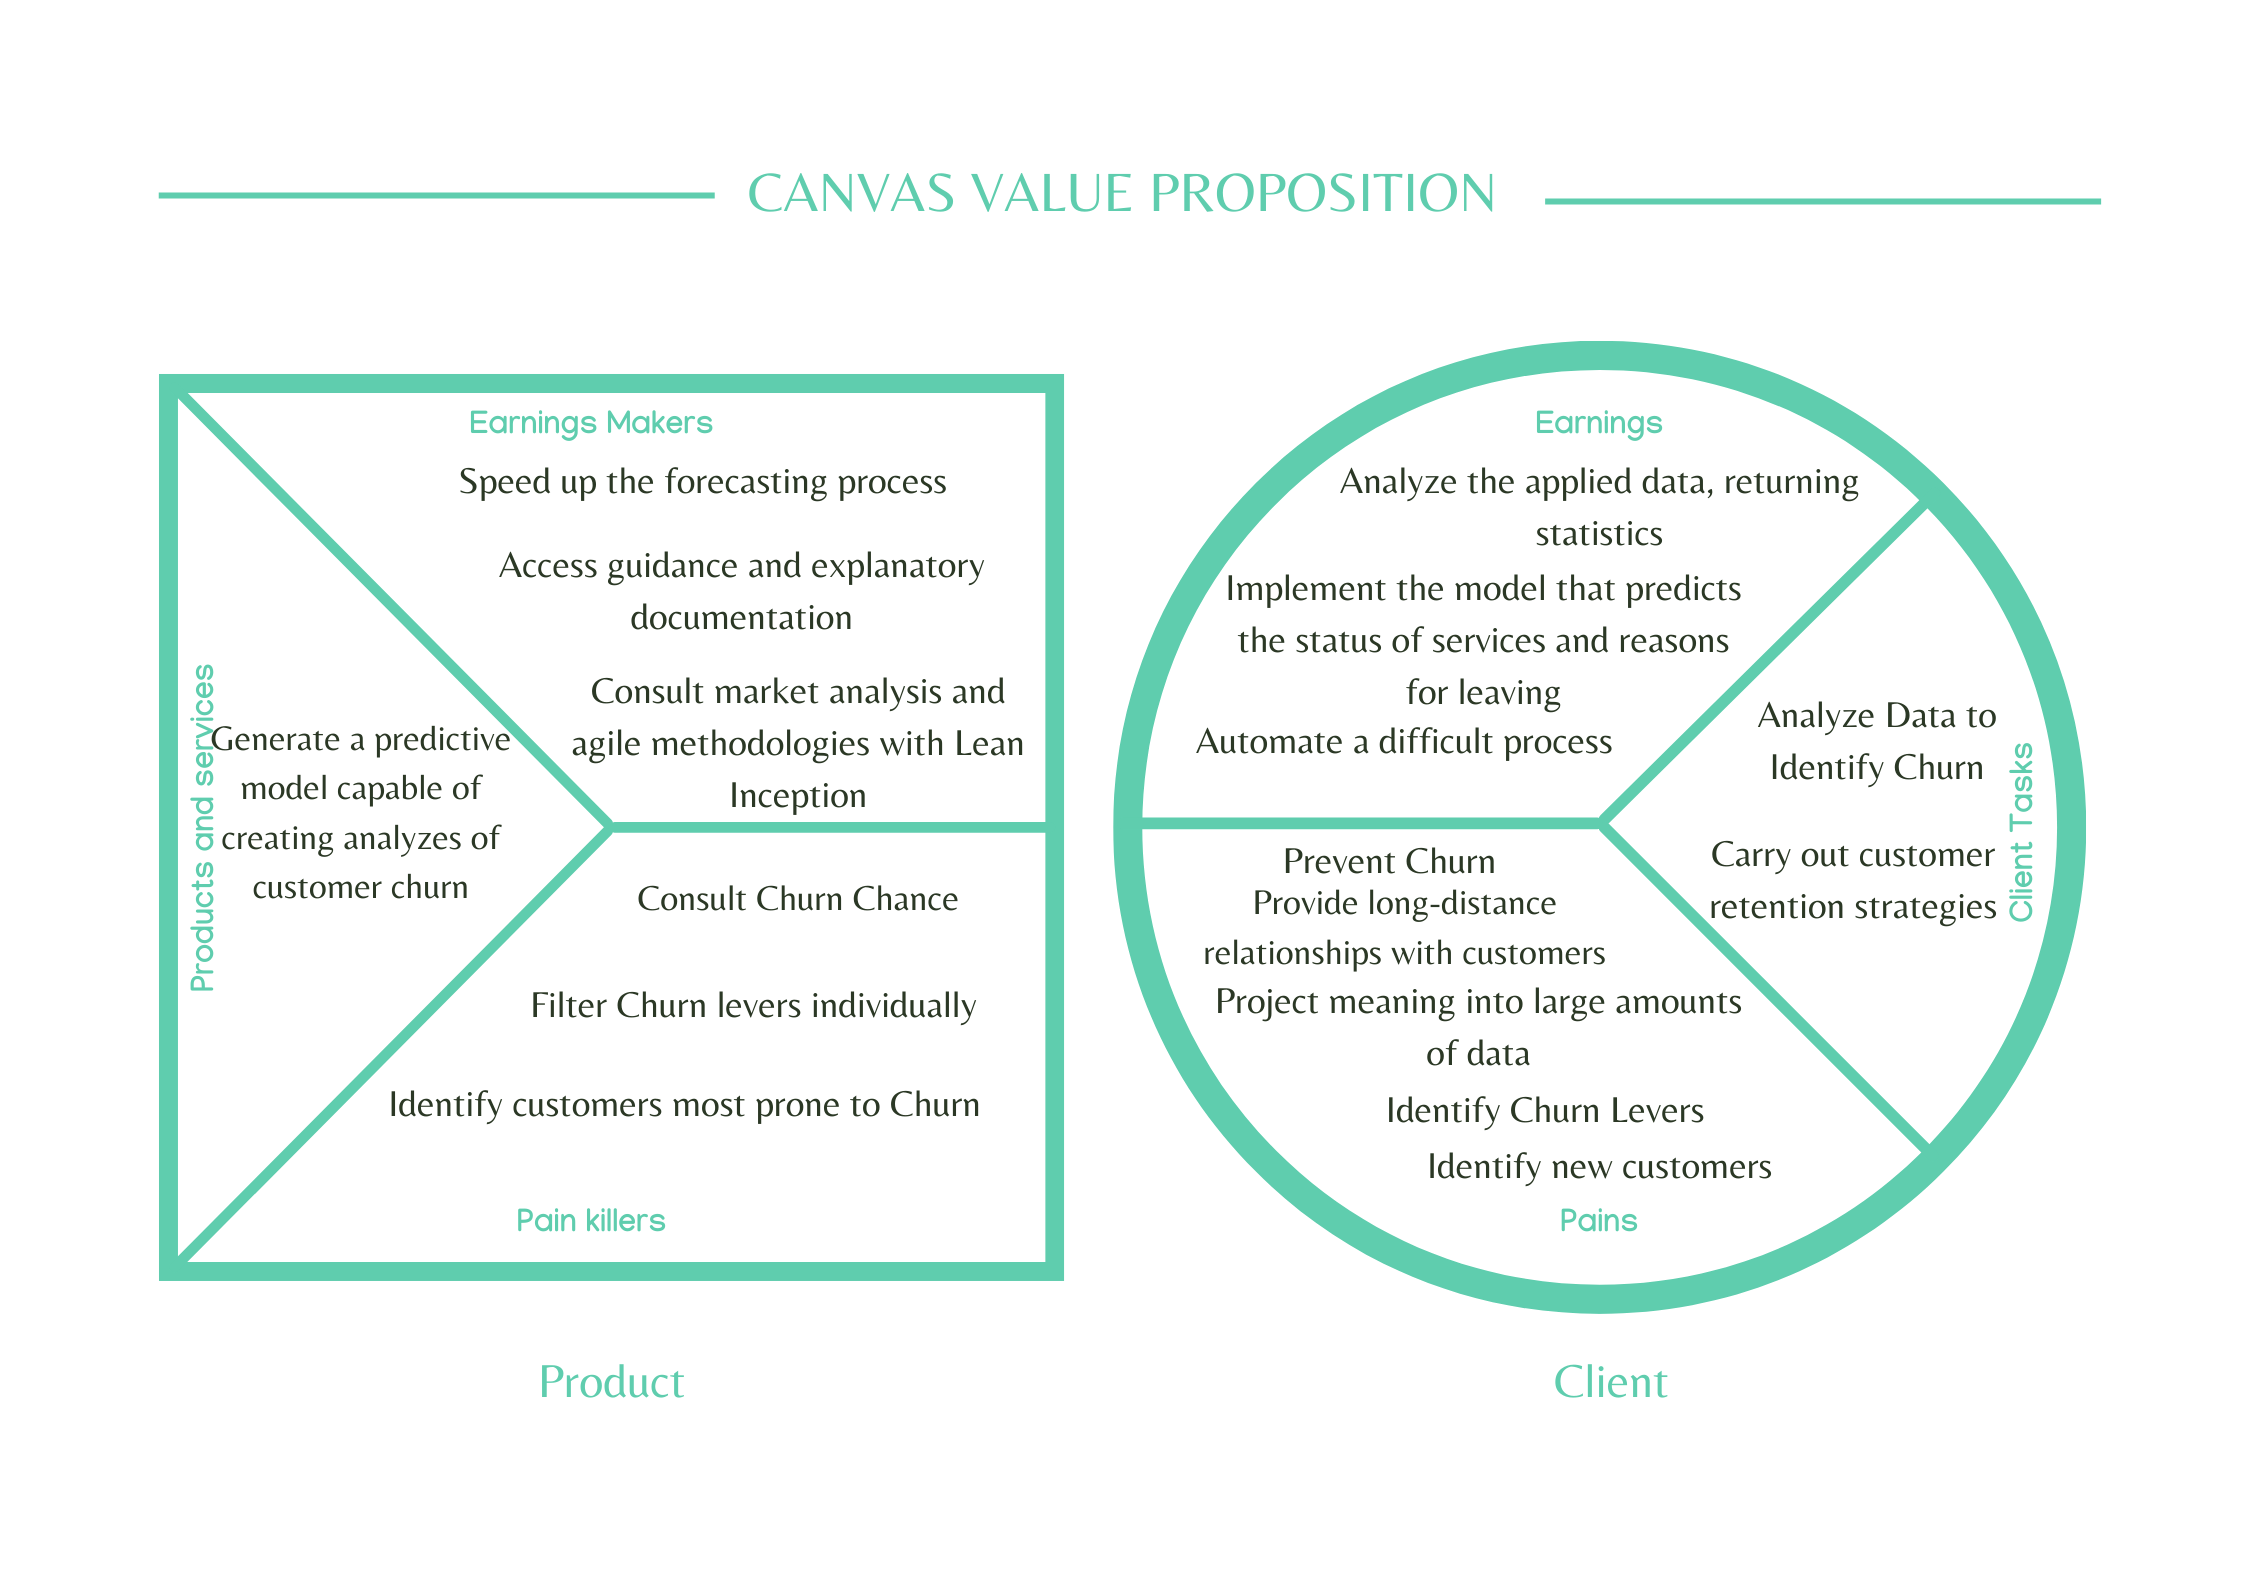 CANVAS VALUE PROPOSITION
Earnings Makers
Speed up the forecasting process
Access guidance and explanatory
documentation
Consult market analysis and
agile methodologies with Lean
Inception
Products and services
Generate a predictive
model capable of
creating analyzes of
customer churn
Consult Churn Chance
Filter Churn levers individually
Identify customers most prone to Churn
Pain killers
Product
Earnings
Analyze the applied data, returning
statistics
Implement the model that predicts
the status of services and reasons
for leaving
Automate a difficult process
Analyze Data to
Identify Churn
Carry out customer
retention strategies
Client Tasks
Prevent Churn
Provide long-distance
relationships with customers
Project meaning into large amounts
of data
Identify Churn Levers
Identify new customers
Pains
Client